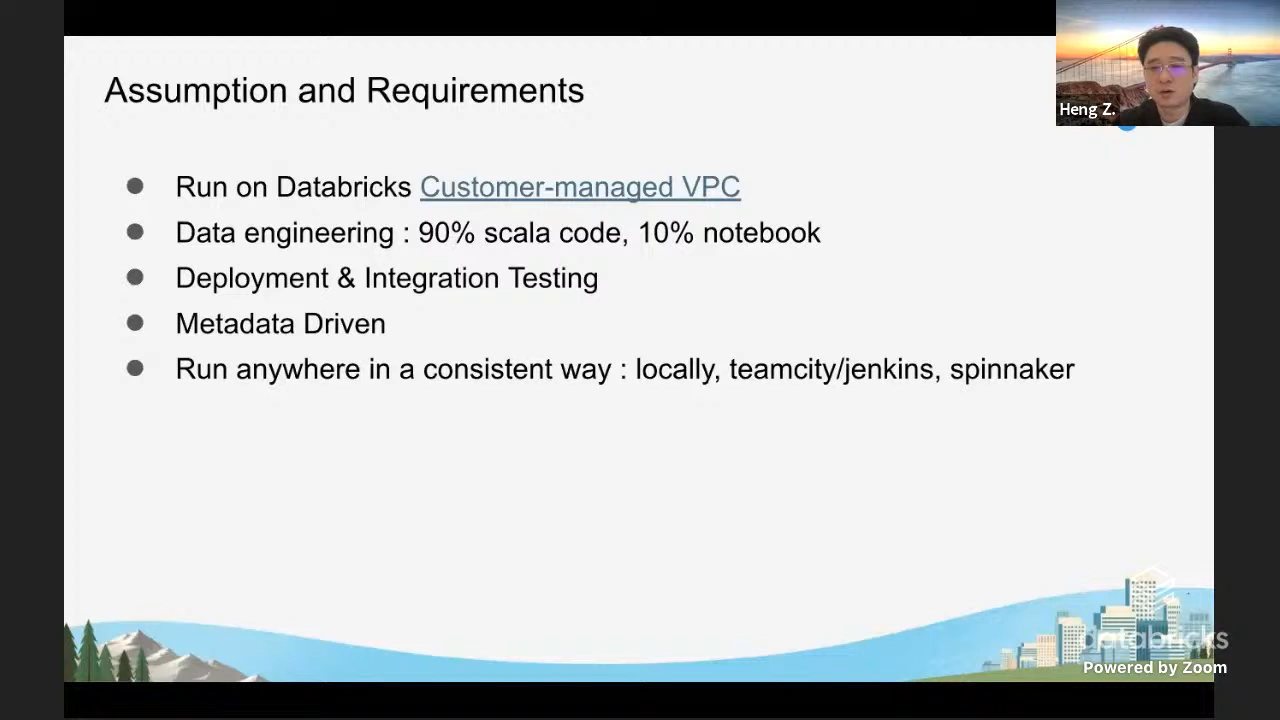 Assumption and Requirements
Heng Z.
Run on Databricks Customer-managed VPC
Data engineering : 90% scala code, 10% notebook
Deployment & Integration Testing
Metadata Driven
Run anywhere in a consistent way : locally, teamcity/jenkins, spinnaker
databricks
Powered by Zoom